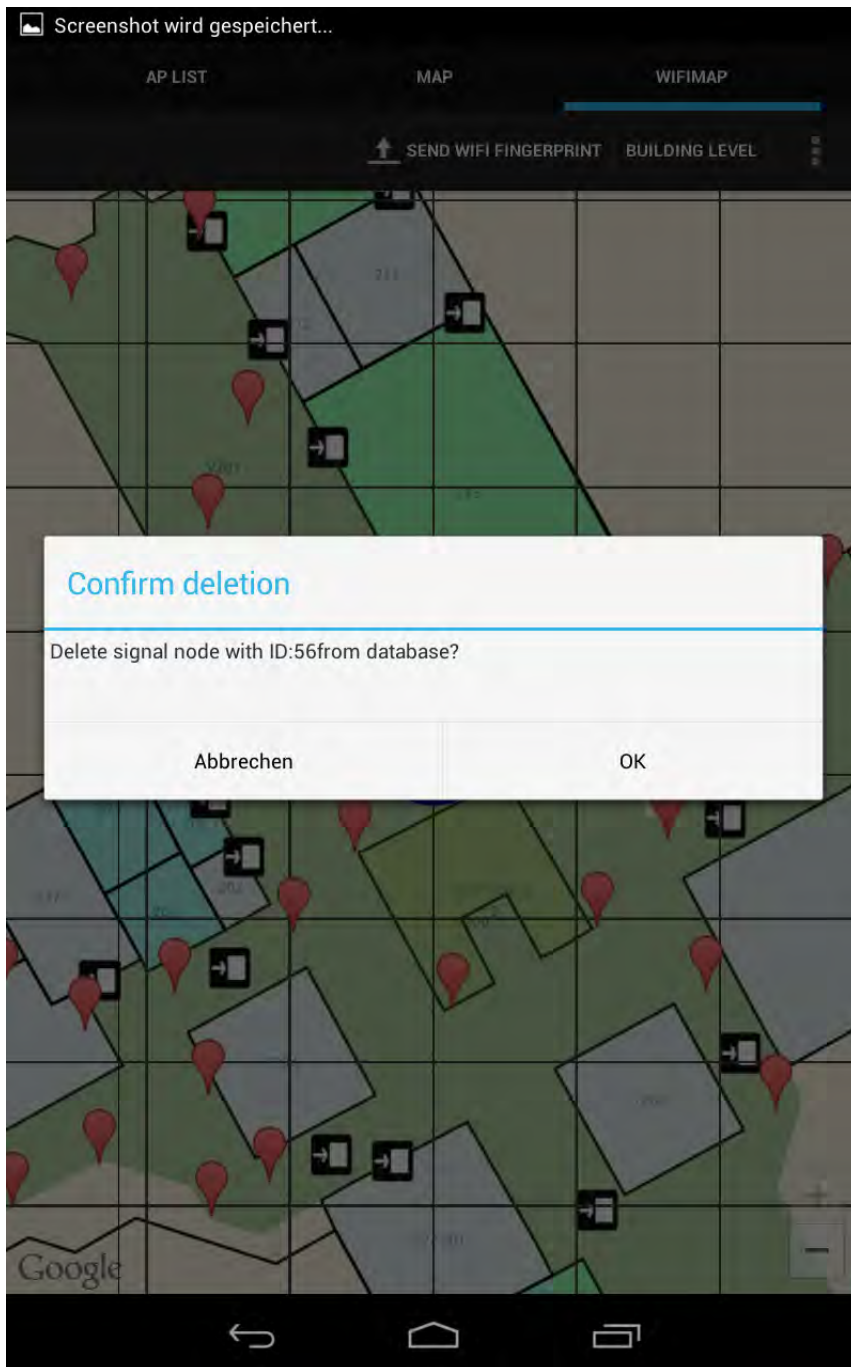 Screenshot wird gespeichert...
AP LIST MAP WIFIMAP
SEND WIFI FINGERPRINT BUILDING LEVEL
Confirm deletion
Delete signal node with ID:56from database?
Abbrechen OK
Google